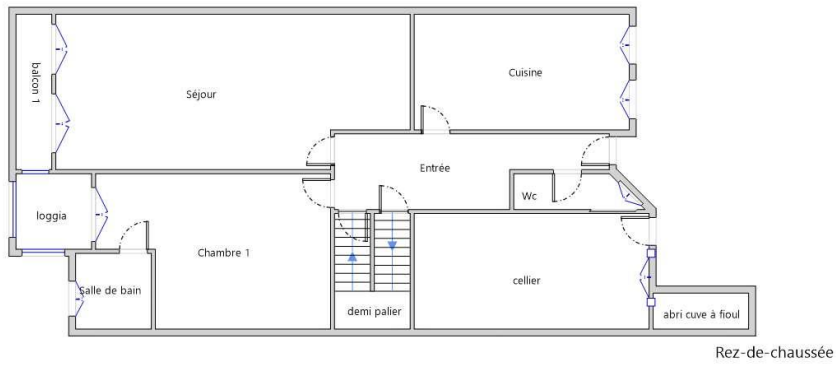 balcon 1
Séjour
Cuisine
Entrée
Wc
loggia
Chambre 1
Salle de bain
demi palier
cellier
abri cuve à fioul
Rez-de-chaussée